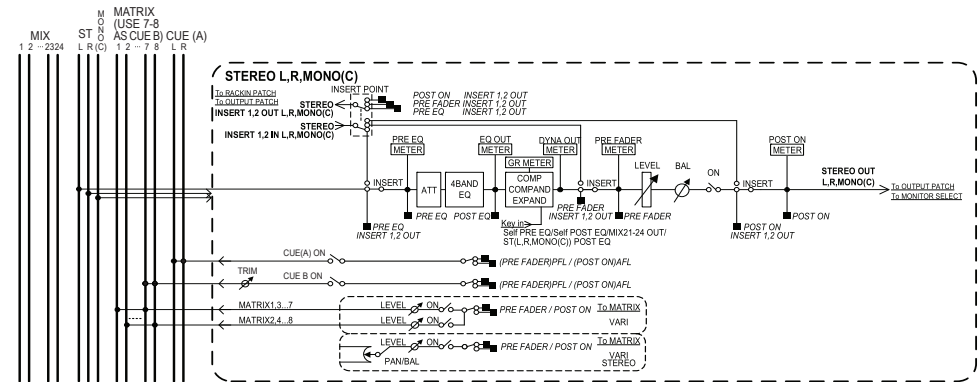 MIX
1 2 ··· 2324
ST
L R (C)
MONO
MATRIX
(USE 7-8
AS CUE B)
1 2 ··· 7 8
CUE (A)
L R
STEREO L,R,MONO(C)
To RACKIN PATCH
To OUTPUT PATCH
INSERT POINT
STEREO
INSERT 1,2 OUT L,R,MONO(C)
STEREO
INSERT 1,2 IN L,R,MONO(C)
POST ON INSERT 1,2 OUT
PRE FADER INSERT 1,2 OUT
PRE EQ INSERT 1,2 OUT
PRE EQ
METER
EQ OUT
METER
DYNA OUT
METER
PRE FADER
METER
POST ON
METER
GR METER
INSERT
ATT
4BAND
EQ
COMP
COMPAND
EXPAND
INSERT
LEVEL
BAL
ON
INSERT
STEREO OUT
L,R,MONO(C)
To OUTPUT PATCH
To MONITOR SELECT
PRE EQ
INSERT 1,2 OUT
PRE EQ
POST EQ
PRE FADER
INSERT 1,2 OUT
PRE FADER
POST ON
INSERT 1,2 OUT
POST ON
Key in
Self PRE EQ/Self POST EQ/MIX21-24 OUT/
ST(L,R,MONO(C)) POST EQ
CUE(A) ON
(PRE FADER)PFL / (POST ON)AFL
TRIM
CUE B ON
(PRE FADER)PFL / (POST ON)AFL
MATRIX1,3...7
LEVEL
ON
PRE FADER / POST ON
To MATRIX
MATRIX2,4...8
LEVEL
ON
VARI
LEVEL
ON
PRE FADER / POST ON
To MATRIX
PAN/BAL
VARI
STEREO